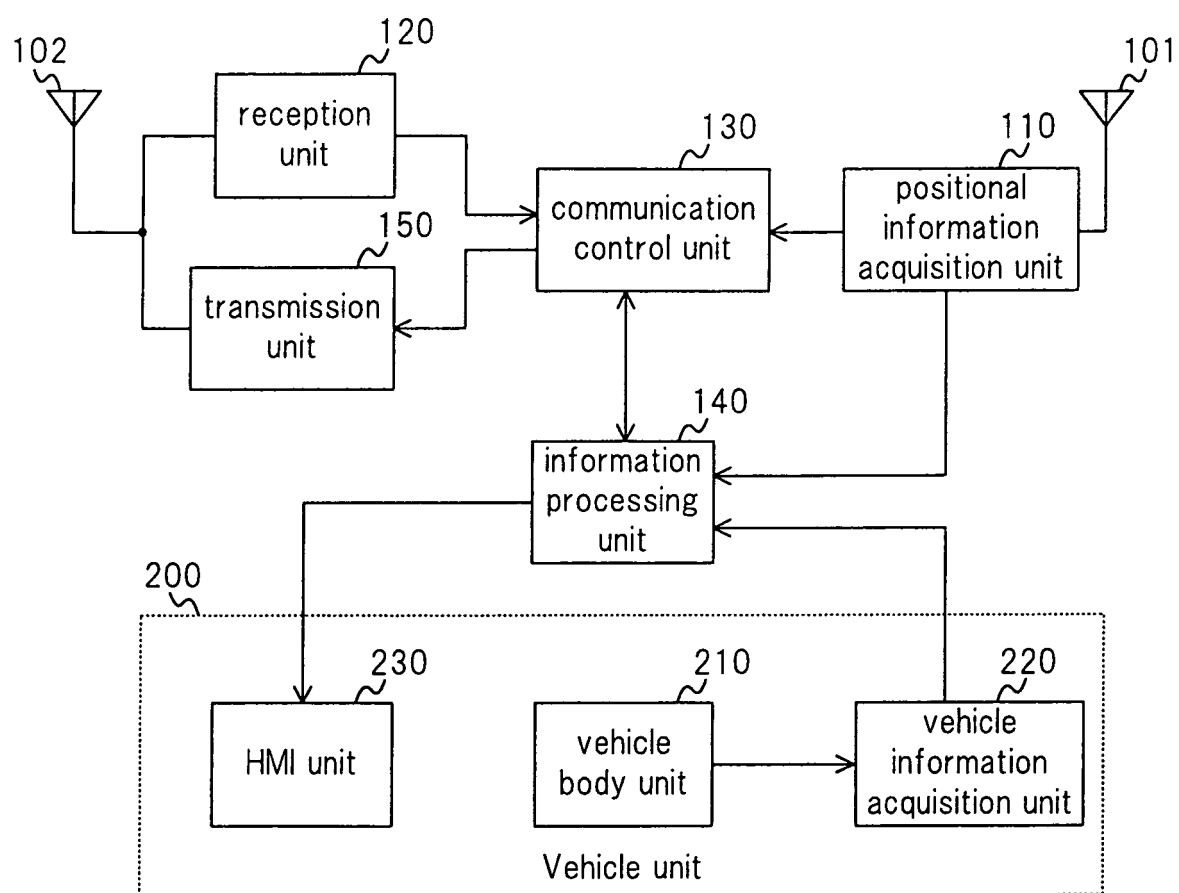 102
120
101
reception
unit
130
110
communication
control unit
positional
information
acquisition unit
150
transmission
unit
140
information
processing
unit
200
230
210
220
HMI unit
vehicle
body unit
vehicle
information
acquisition unit
Vehicle unit